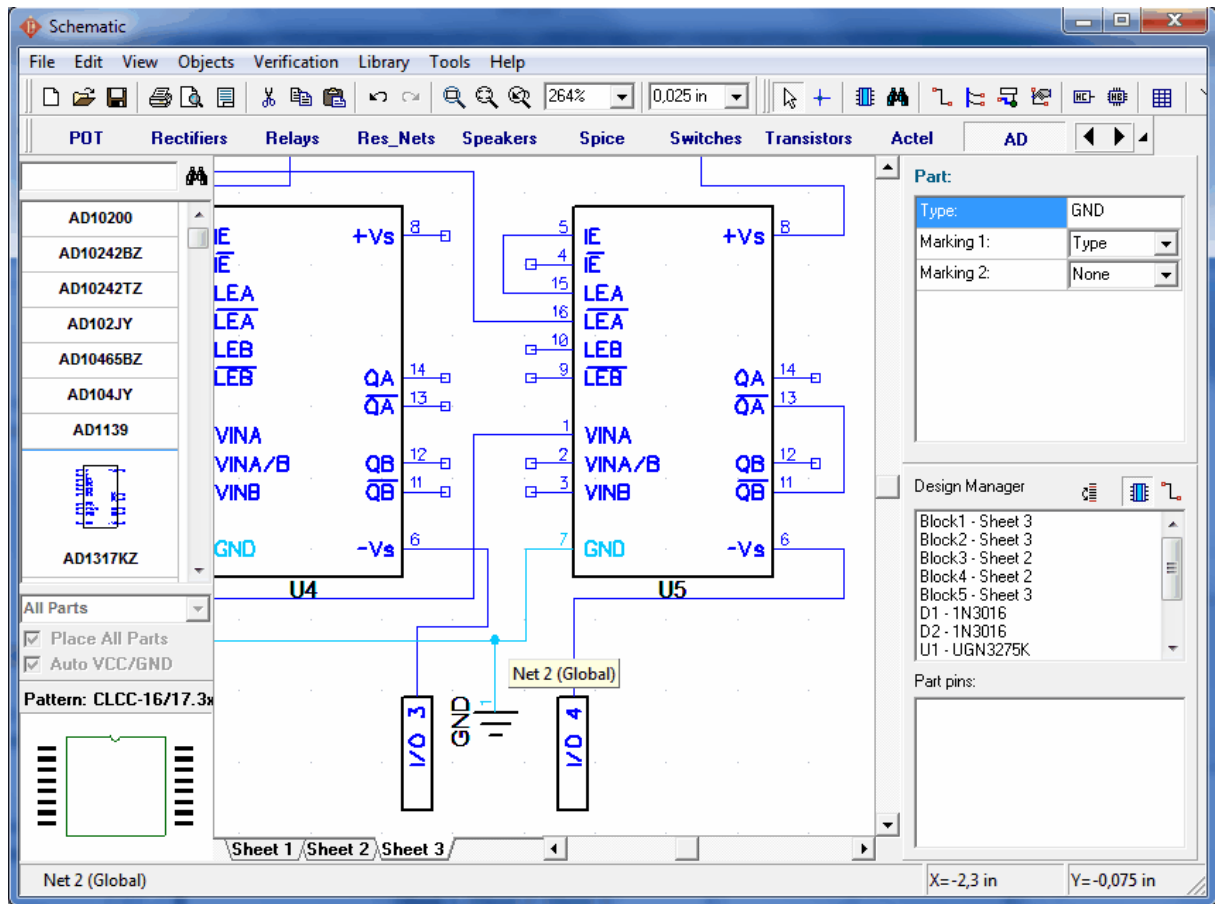 Schematic
File Edit View Objects Verification Library Tools Help
264% 0,025 in
POT Rectifiers Relays Res_Nets Speakers Spice Switches Transistors Actel AD
AD10200
AD10242BZ
AD10242TZ
AD102JY
AD10465BZ
AD104JY
AD1139
AD1317KZ
All Parts
Place All Parts
Auto VCC/GND
Pattern: CLCC-16/17.3x
IE +Vs 8
IE
LEA
LEA
LEB
LEB
QA 14
QA 13
VINA
VINA/B QB 12
VINB QB 11
GND -Vs 6
U4
5 IE +Vs 8
4 IE
15 LEA
16 LEA
10 LEB
9 LEB
QA 14
QA 13
1 VINA
2 VINA/B QB 12
3 VINB QB 11
7 GND -Vs 6
U5
Net 2 (Global)
I/O 3
GND
1
I/O 4
Sheet 1 Sheet 2 Sheet 3
Part:
Type: GND
Marking 1: Type
Marking 2: None
Design Manager
Block1 - Sheet 3
Block2 - Sheet 3
Block3 - Sheet 2
Block4 - Sheet 2
Block5 - Sheet 3
D1 - 1N3016
D2 - 1N3016
U1 - UGN3275K
Part pins:
Net 2 (Global) X=-2,3 in Y=-0,075 in